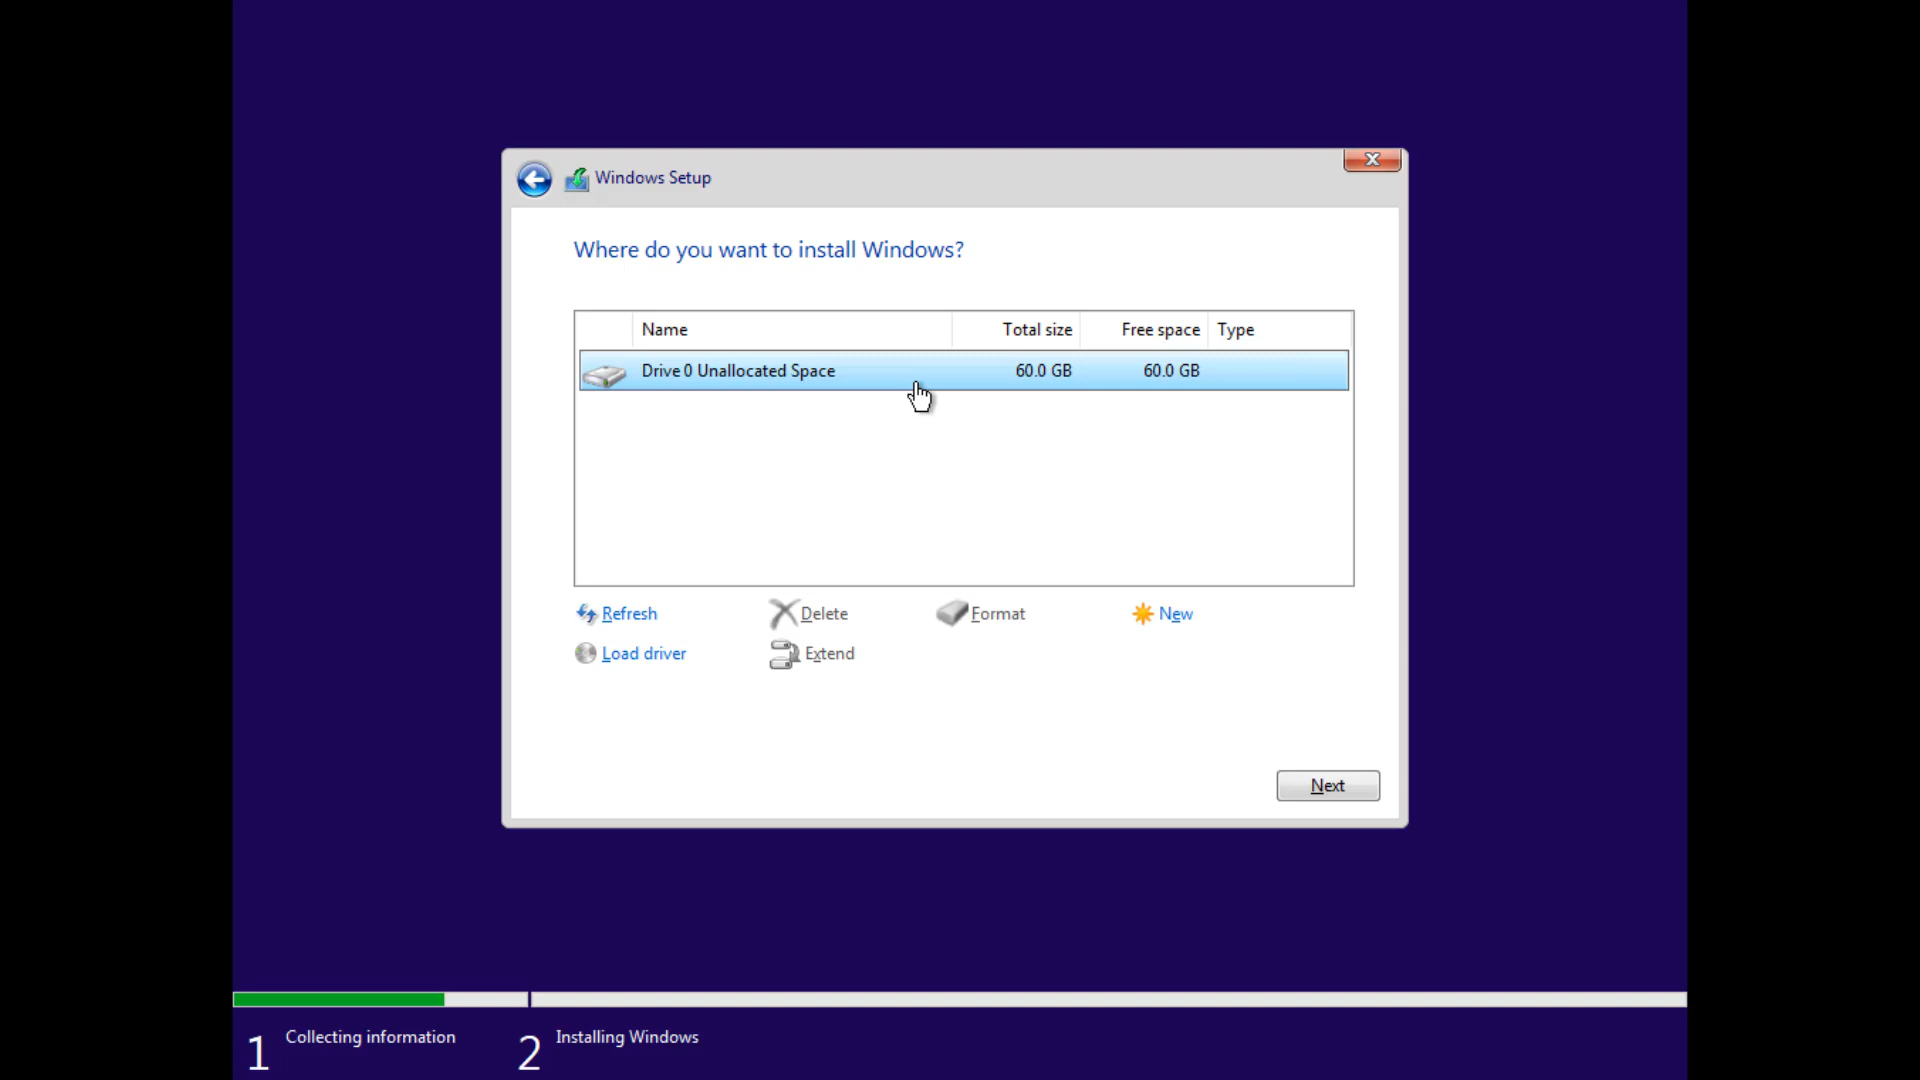 Windows Setup
Where do you want to install Windows?
Name Total size Free space Type
Drive 0 Unallocated Space 60.0 GB 60.0 GB
Refresh Delete Format New
Load driver Extend
Next
1 Collecting information 2 Installing Windows